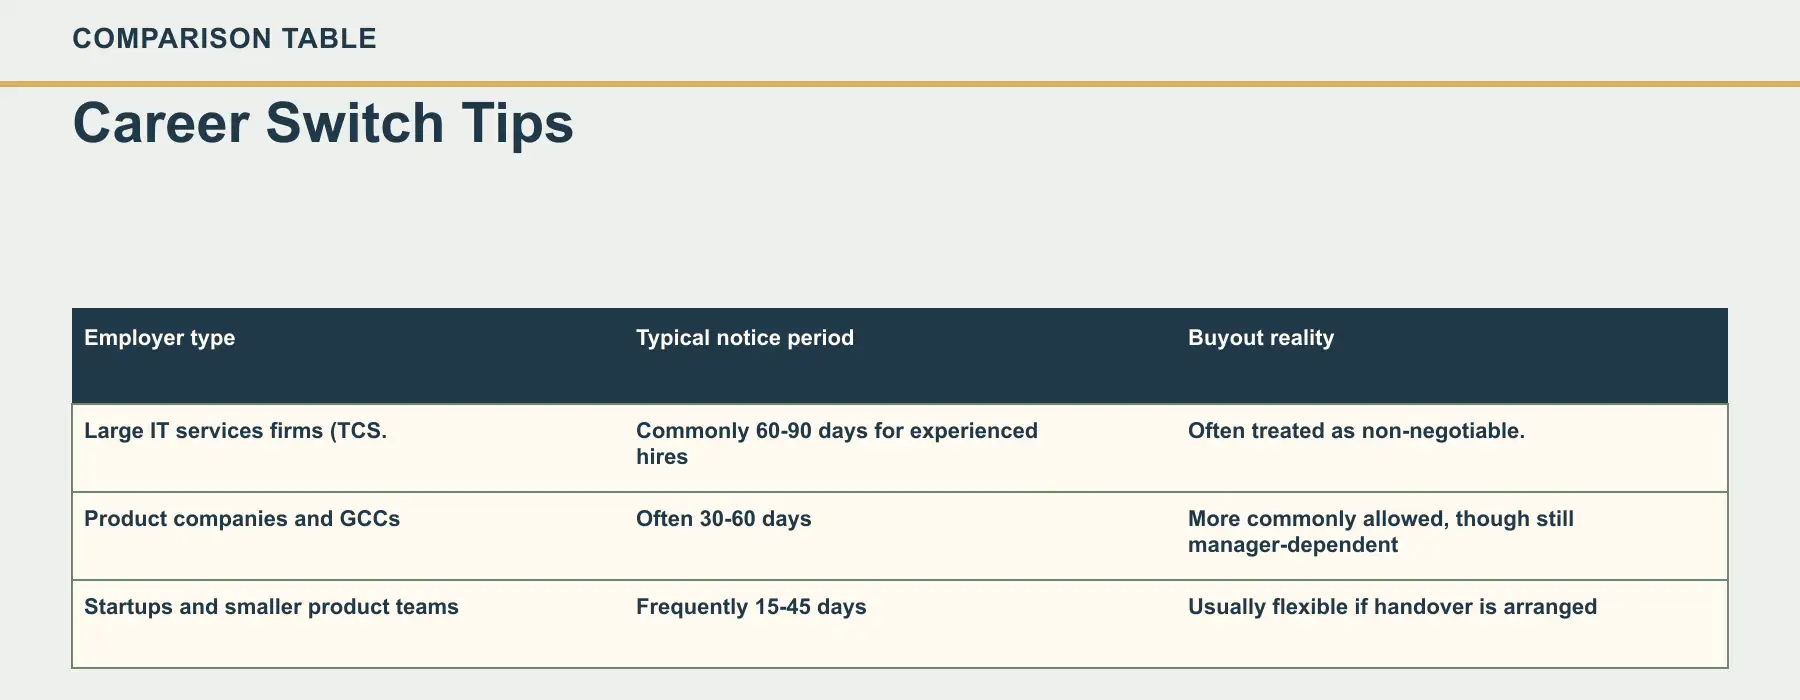 COMPARISON TABLE
Career Switch Tips
Employer type
Typical notice period
Buyout reality
Large IT services firms (TCS.
Commonly 60-90 days for experienced
hires
Often treated as non-negotiable.
Product companies and GCCs
Often 30-60 days
More commonly allowed, though still
manager-dependent
Startups and smaller product teams
Frequently 15-45 days
Usually flexible if handover is arranged